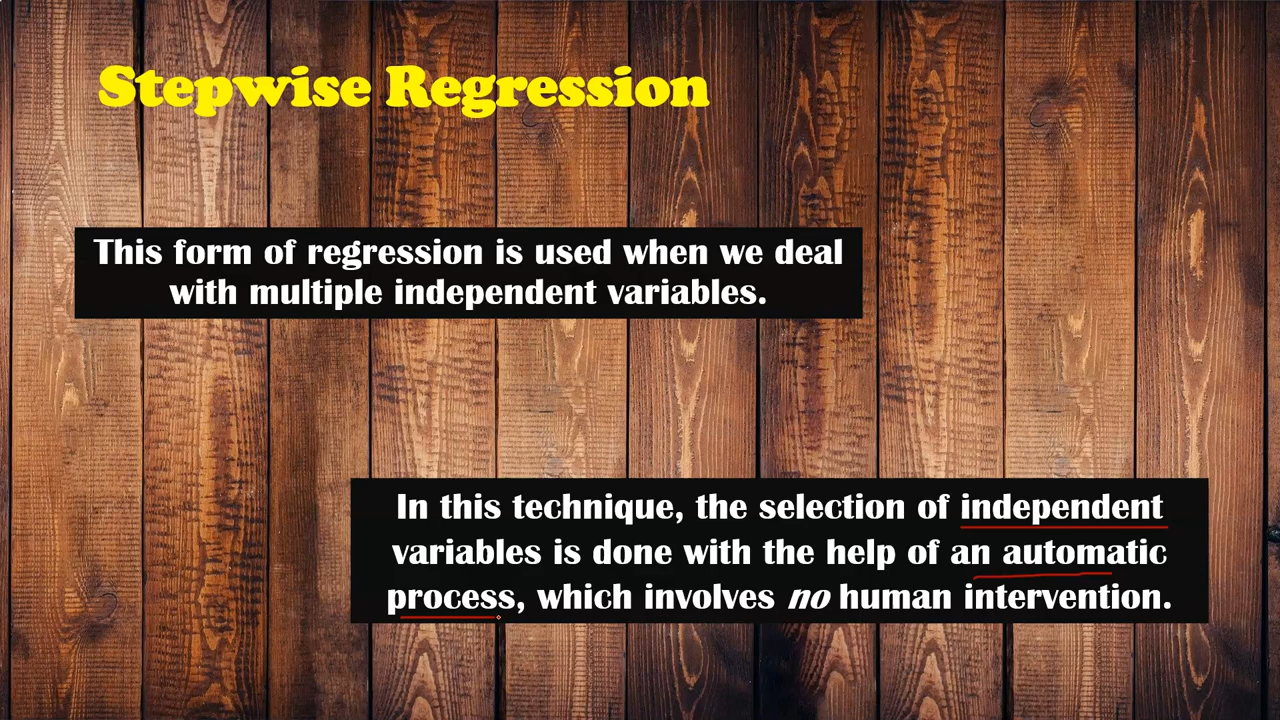 Stepwise Regression
This form of regression is used when we deal
with multiple independent variables.
In this technique, the selection of independent
variables is done with the help of an automatic
process, which involves no human intervention.